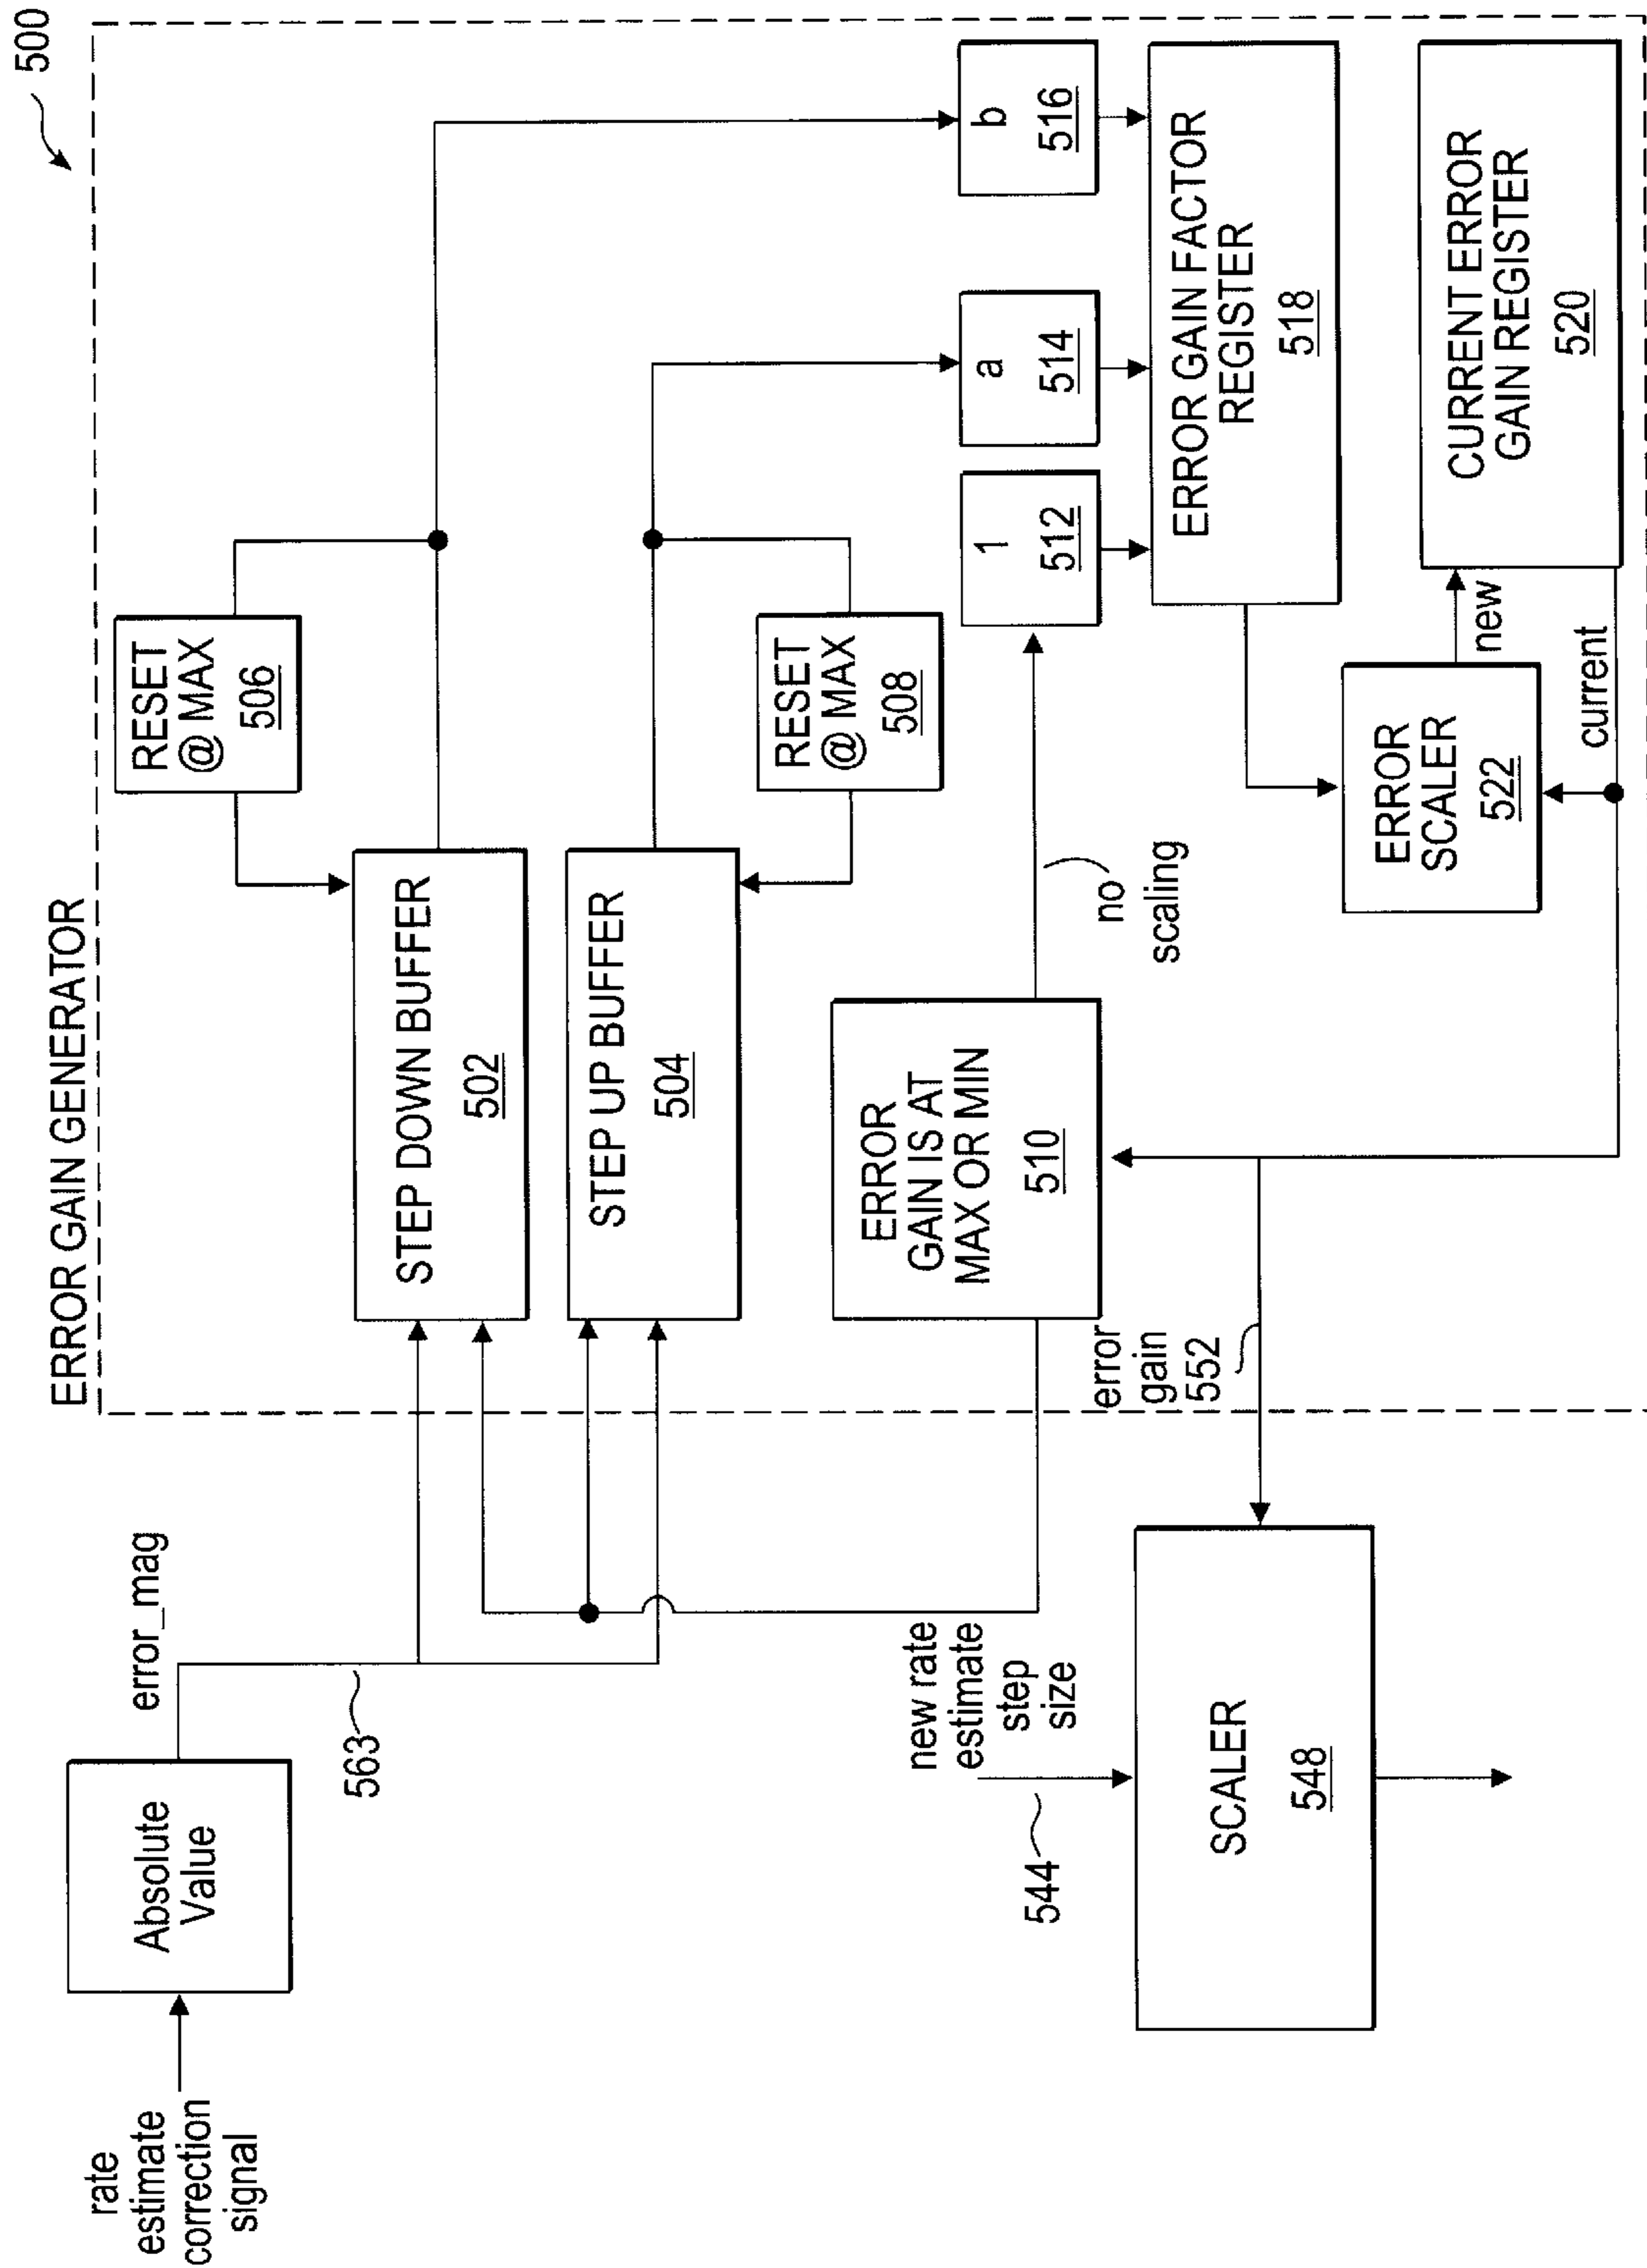 500
ERROR GAIN GENERATOR
rate
estimate
correction
signal
Absolute
Value
error_mag
563
STEP DOWN BUFFER
502
RESET
@ MAX
506
STEP UP BUFFER
504
RESET
@ MAX
508
ERROR
GAIN IS AT
MAX OR MIN
510
no
scaling
1
512
a
514
b
516
ERROR GAIN FACTOR
REGISTER
518
new rate
estimate
step
size
544
SCALER
548
error
gain
552
ERROR
SCALER
522
new
current
CURRENT ERROR
GAIN REGISTER
520